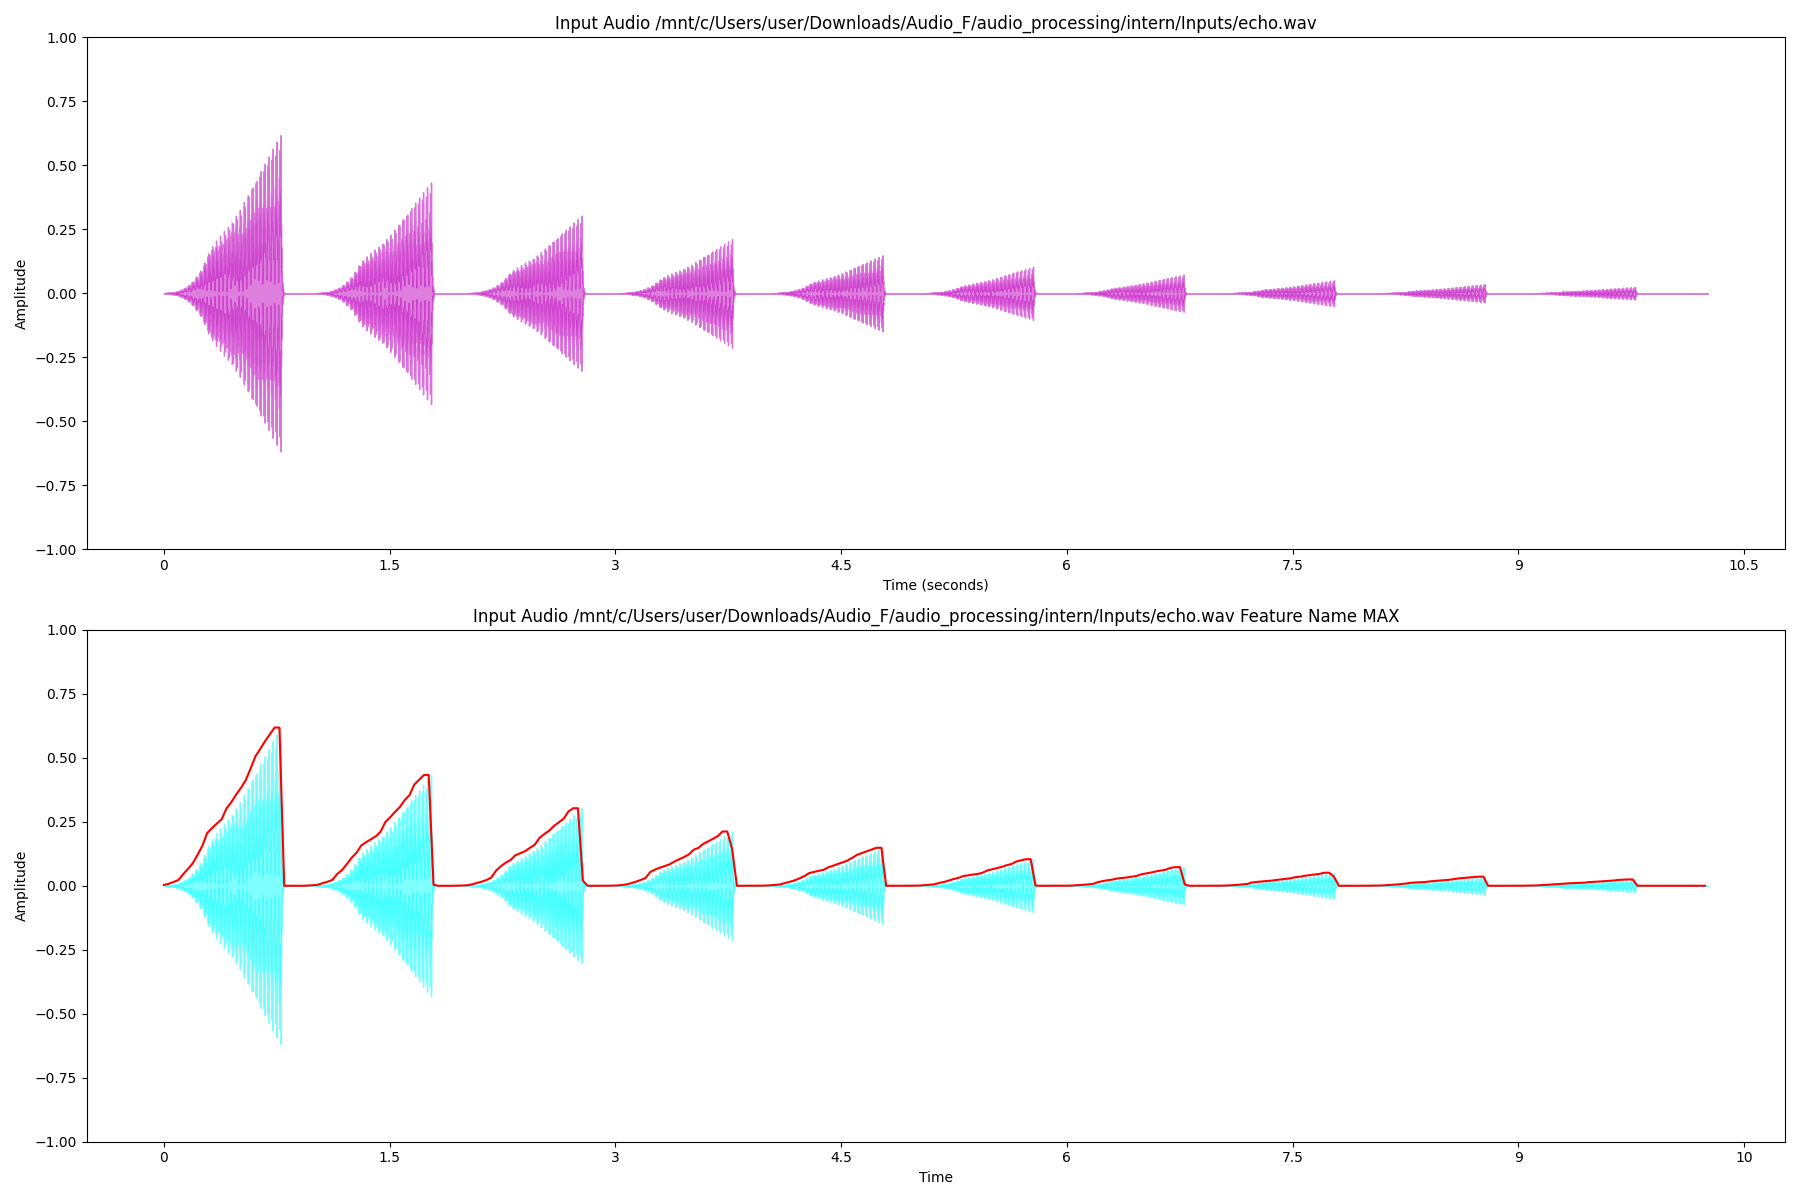 Input Audio /mnt/c/Users/user/Downloads/Audio_F/audio_processing/intern/Inputs/echo.wav
1.00
0.75
0.50
0.25
0.00
−0.25
−0.50
−0.75
−1.00
Amplitude
0 1.5 3 4.5 6 7.5 9 10.5
Time (seconds)
Input Audio /mnt/c/Users/user/Downloads/Audio_F/audio_processing/intern/Inputs/echo.wav Feature Name MAX
1.00
0.75
0.50
0.25
0.00
−0.25
−0.50
−0.75
−1.00
Amplitude
0 1.5 3 4.5 6 7.5 9 10
Time